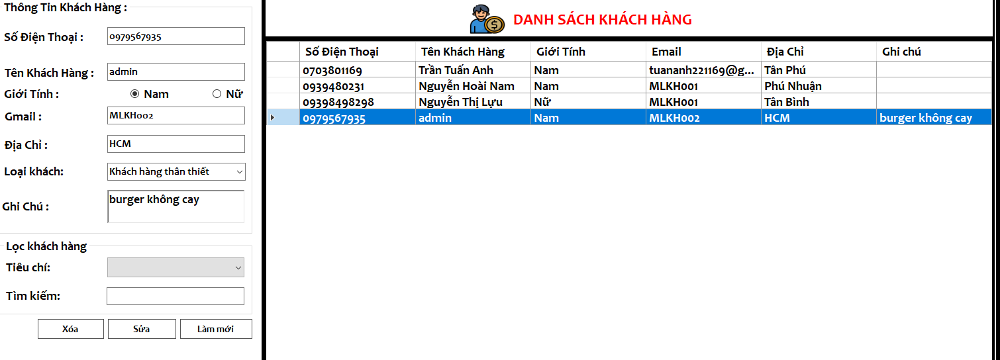 Thông Tin Khách Hàng :
Số Điện Thoại :
0979567935
Tên Khách Hàng :
admin
Giới Tính :
Nam
Nữ
Gmail :
MLKH002
Địa Chỉ :
HCM
Loại khách:
Khách hàng thân thiết
Ghi Chú :
burger không cay
Lọc khách hàng
Tiêu chí:
Tìm kiếm:
Xóa
Sửa
Làm mới
DANH SÁCH KHÁCH HÀNG
Số Điện Thoại Tên Khách Hàng Giới Tính Email Địa Chỉ Ghi chú
0703801169 Trần Tuấn Anh Nam tuananh221169@g... Tân Phú
0939480231 Nguyễn Hoài Nam Nam MLKH001 Phú Nhuận
09398498298 Nguyễn Thị Lựu Nữ MLKH001 Tân Bình
0979567935 admin Nam MLKH002 HCM burger không cay